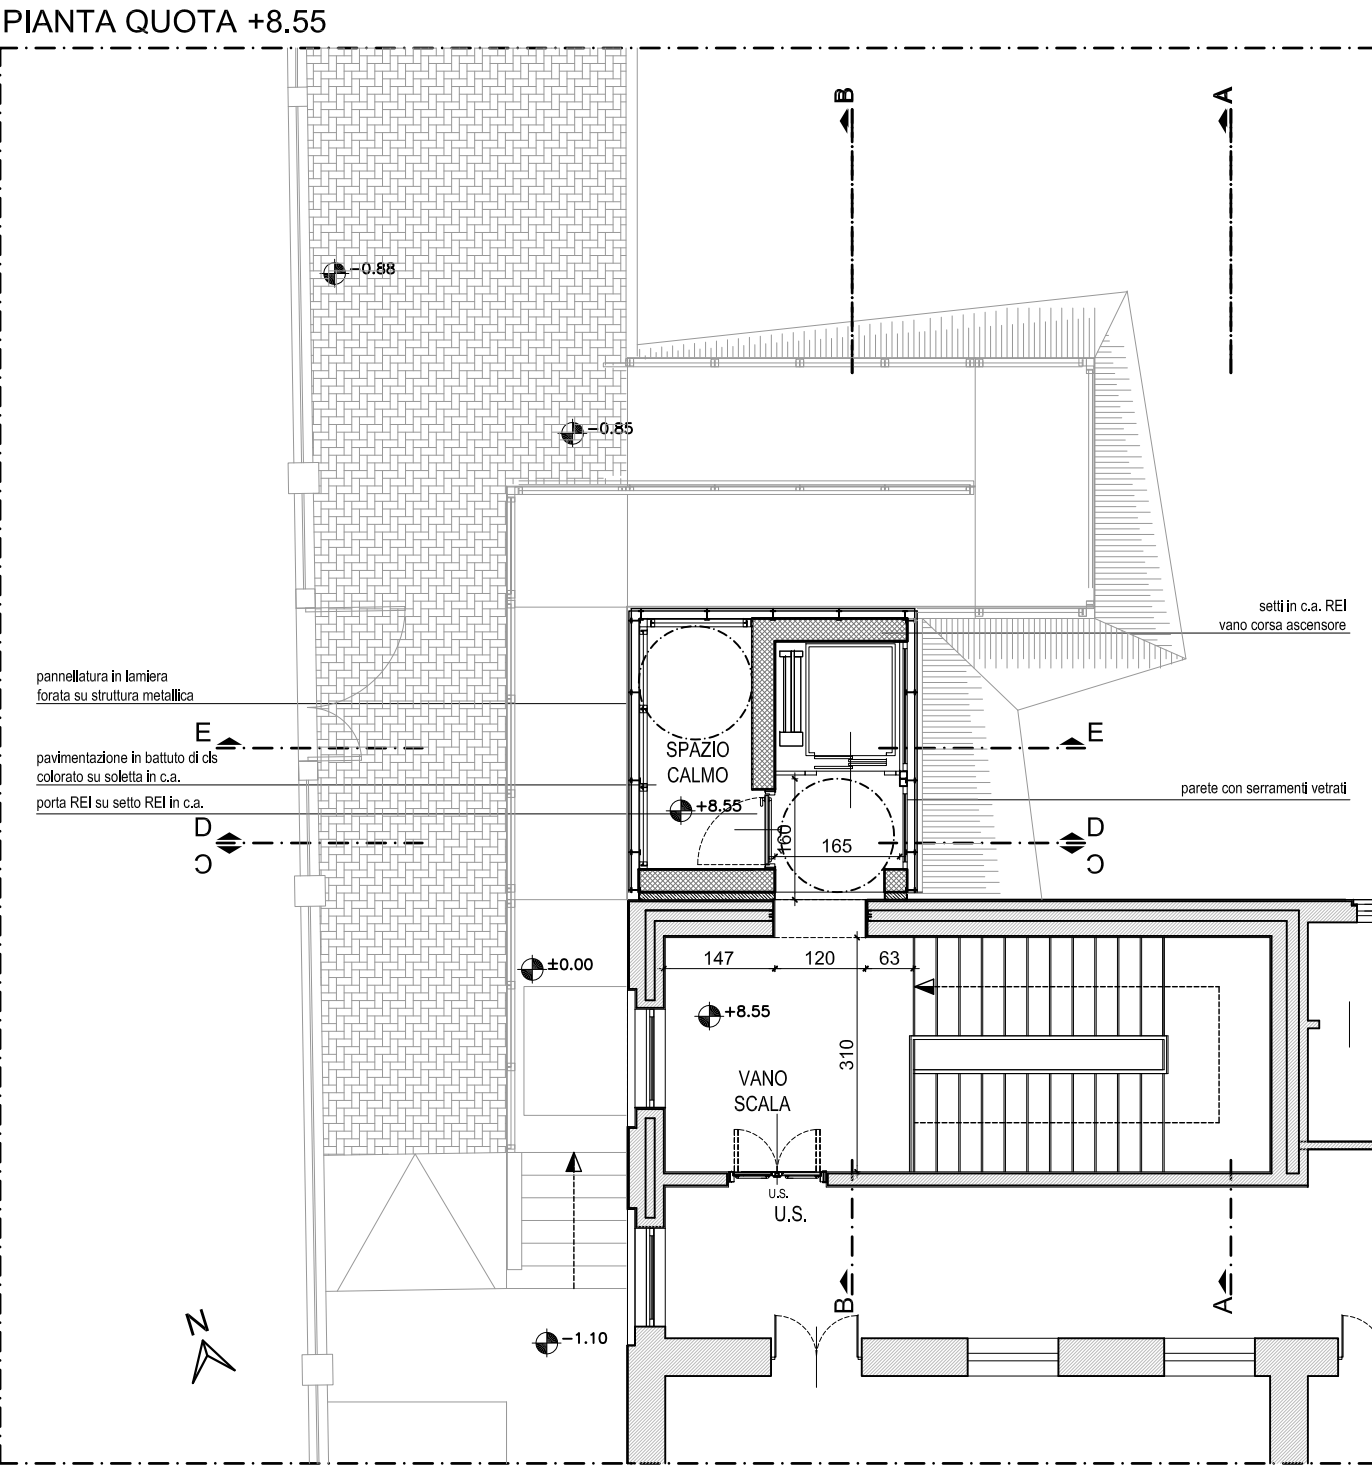 PIANTA QUOTA +8.55
B
A
-0.88
-0.85
setti in c.a. REI
vano corsa ascensore
pannellatura in lamiera
forata su struttura metallica
E
E
SPAZIO
CALMO
pavimentazione in battuto di cls
colorato su soletta in c.a.
parete con serramenti vetrati
porta REI su setto REI in c.a.
+8.55
D
D
160
165
C
C
147
120
63
±0.00
+8.55
310
VANO
SCALA
U.S.
U.S.
B
A
N
-1.10